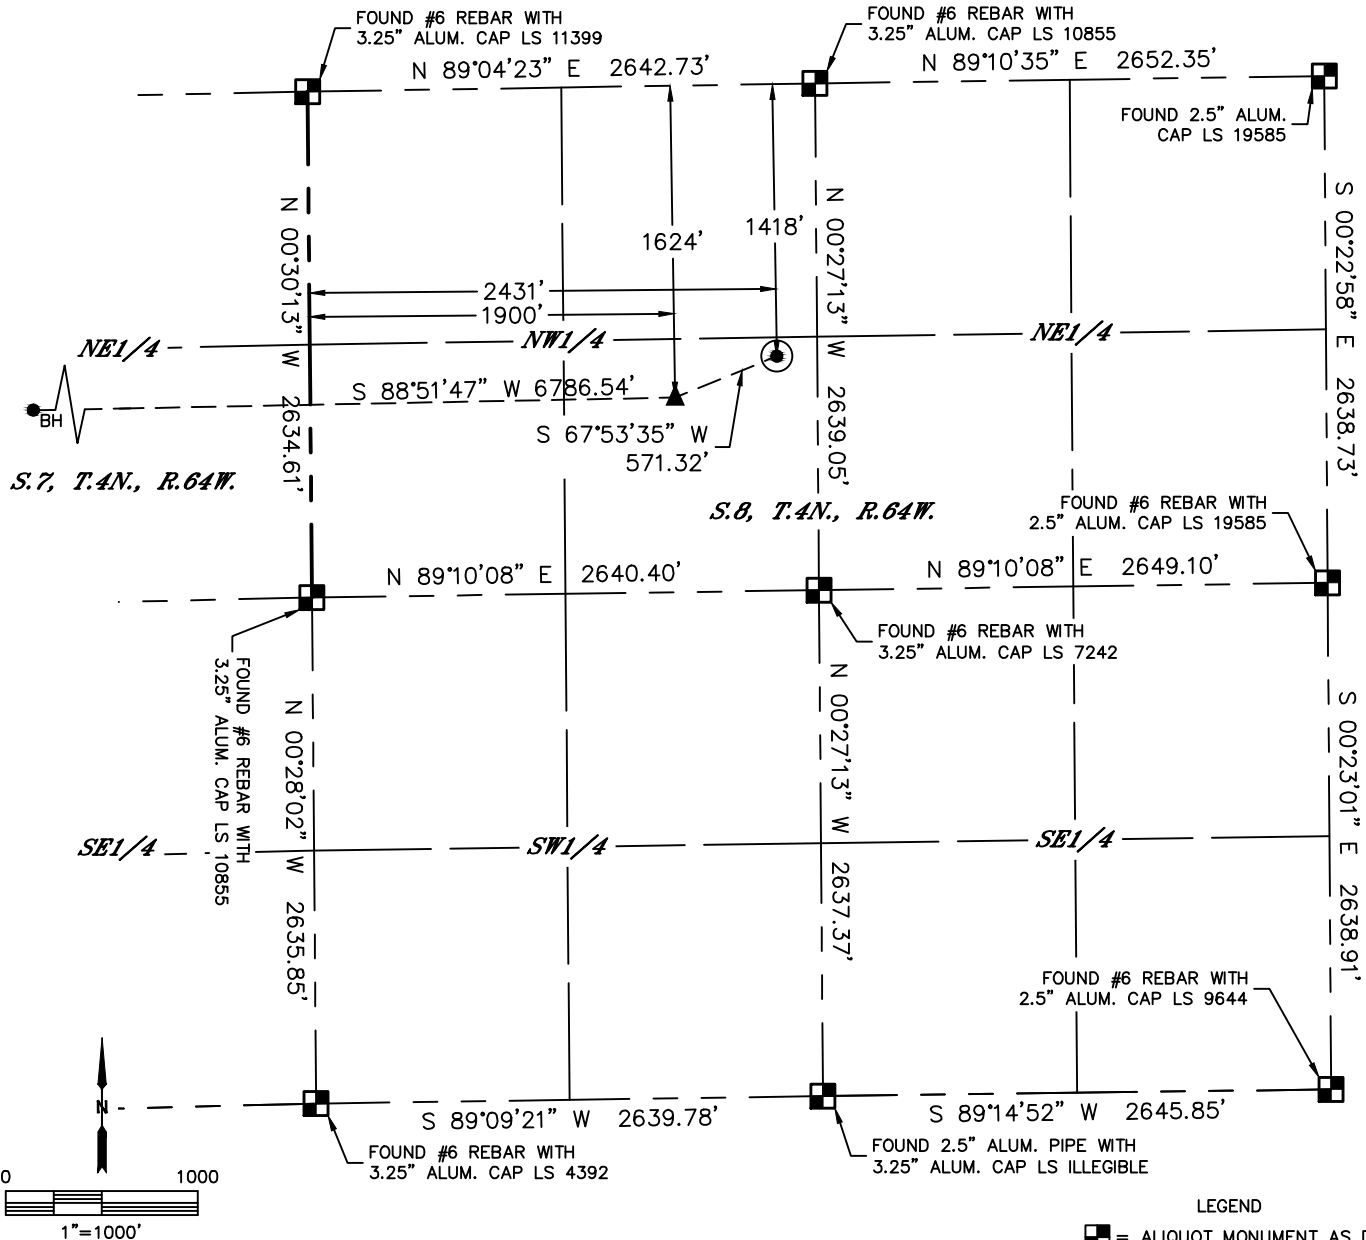 FOUND #6 REBAR WITH
3.25" ALUM. CAP LS 11399
FOUND #6 REBAR WITH
3.25" ALUM. CAP LS 10855
N 89°04'23" E 2642.73'
N 89°10'35" E 2652.35'
FOUND 2.5" ALUM.
CAP LS 19585
N 00°30'13" W 2634.61'
N 00°27'13" W 2639.05'
S 00°22'58" E 2638.73'
1624'
1418'
2431'
1900'
NE1/4
NW1/4
NE1/4
S 88°51'47" W 6786.54'
BH
S 67°53'35" W
571.32'
S.7, T.4N., R.64W.
S.8, T.4N., R.64W.
FOUND #6 REBAR WITH
2.5" ALUM. CAP LS 19585
N 89°10'08" E 2640.40'
N 89°10'08" E 2649.10'
FOUND #6 REBAR WITH
3.25" ALUM. CAP LS 7242
FOUND #6 REBAR WITH
3.25" ALUM. CAP LS 10855
N 00°28'02" W 2635.85'
N 00°27'13" W 2637.37'
S 00°23'01" E 2638.91'
SE1/4
SW1/4
SE1/4
FOUND #6 REBAR WITH
2.5" ALUM. CAP LS 9644
N
S 89°09'21" W 2639.78'
S 89°14'52" W 2645.85'
FOUND #6 REBAR WITH
3.25" ALUM. CAP LS 4392
FOUND 2.5" ALUM. PIPE WITH
3.25" ALUM. CAP LS ILLEGIBLE
0 1000
1"=1000'
LEGEND
= ALIQUOT MONUMENT AS